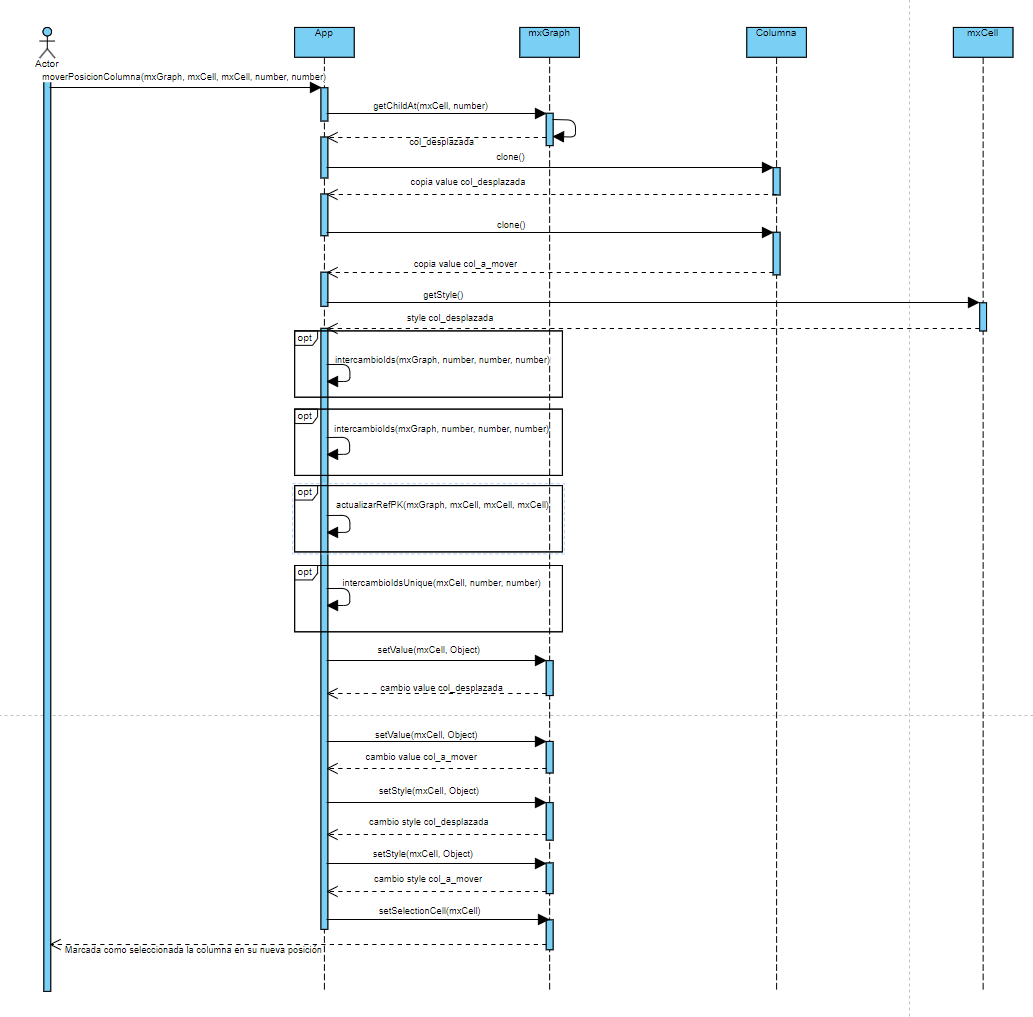 App
mxGraph
Columna
mxCell
Actor
moverPosicionColumna(mxGraph, mxCell, mxCell, number, number)
getChildAt(mxCell, number)
col_desplazada
clone()
copia value col_desplazada
clone()
copia value col_a_mover
getStyle()
style col_desplazada
opt
intercambioIds(mxGraph, number, number, number)
opt
intercambioIds(mxGraph, number, number, number)
opt
actualizarRefPK(mxGraph, mxCell, mxCell, mxCell)
opt
intercambioIdsUnique(mxCell, number, number)
setValue(mxCell, Object)
cambio value col_desplazada
setValue(mxCell, Object)
cambio value col_a_mover
setStyle(mxCell, Object)
cambio style col_desplazada
setStyle(mxCell, Object)
cambio style col_a_mover
setSelectionCell(mxCell)
Marcada como seleccionada la columna en su nueva posición